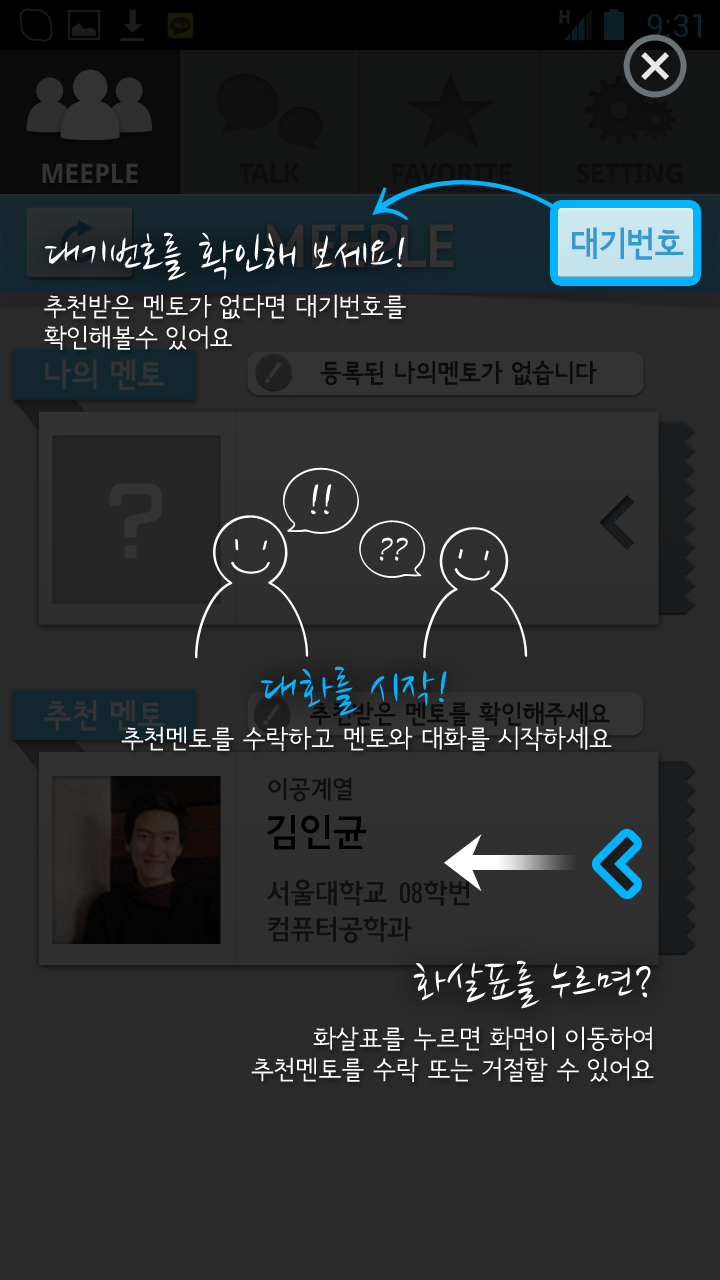 H 9:31
MEEPLE TALK FAVORITE SETTING
MEEPLE
대기번호
대기번호를 확인해 보세요!
추천받은 멘토가 없다면 대기번호를
확인해볼수 있어요
나의 멘토
등록된 나의멘토가 없습니다
?
!!
??
대화를 시작!
추천 멘토
추천받은 멘토를 확인해주세요
추천멘토를 수락하고 멘토와 대화를 시작하세요
이공계열
김인균
서울대학교 08학번
컴퓨터공학과
화살표를 누르면?
화살표를 누르면 화면이 이동하여
추천멘토를 수락 또는 거절할 수 있어요